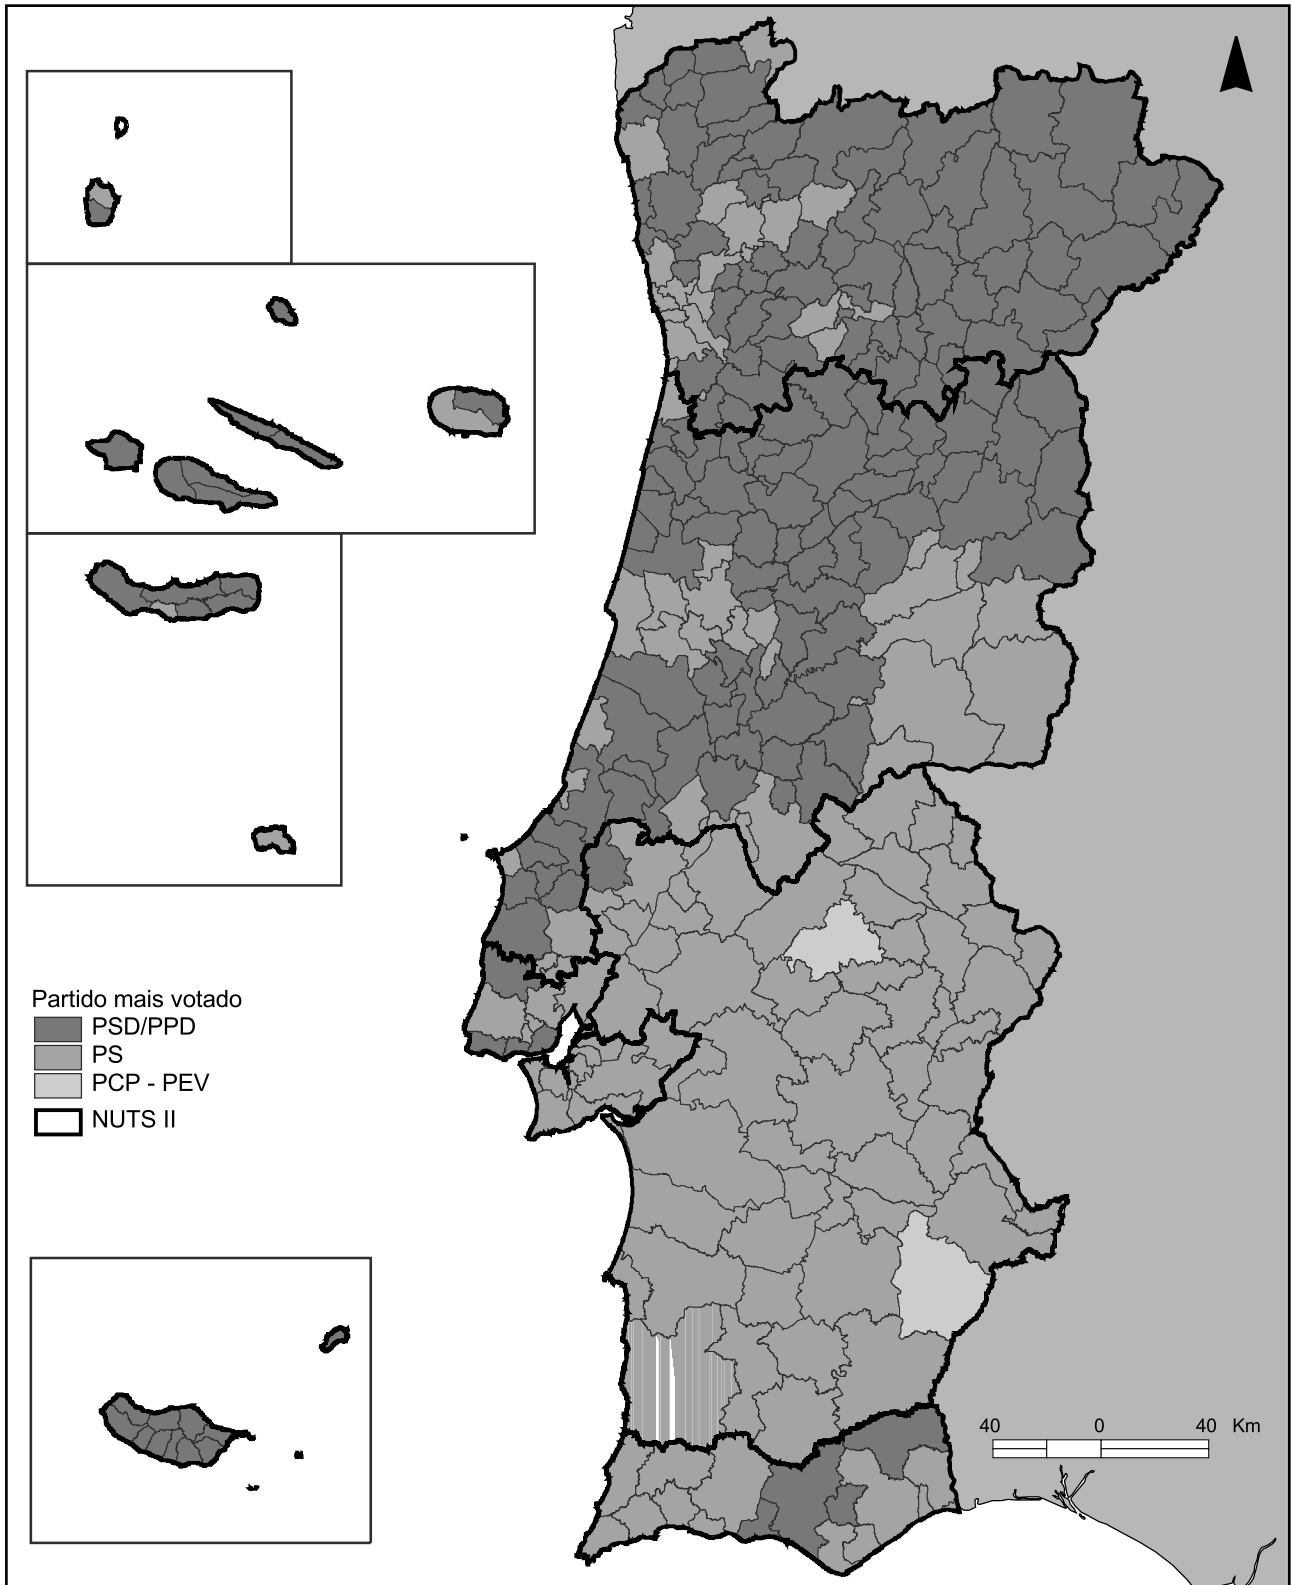 Partido mais votado
PSD/PPD
PS
PCP - PEV
NUTS II
40 0 40 Km